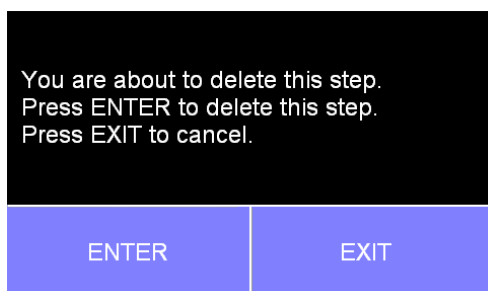 You are about to delete this step.
Press ENTER to delete this step.
Press EXIT to cancel.
ENTER
EXIT